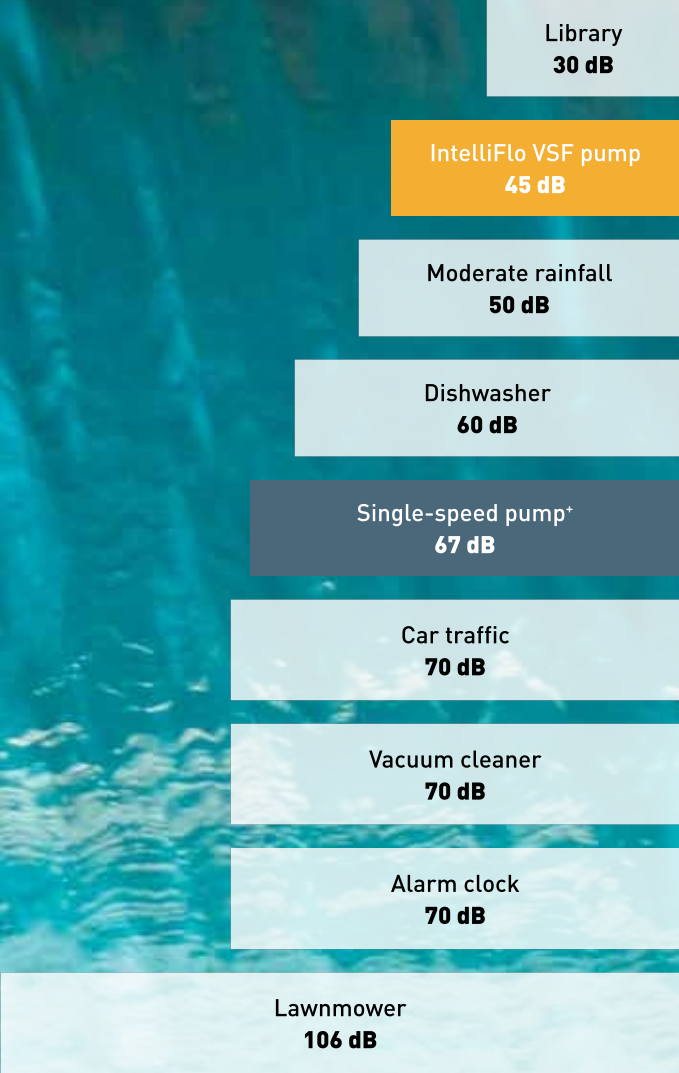 Library
30 dB
IntelliFlo VSF pump
45 dB
Moderate rainfall
50 dB
Dishwasher
60 dB
Single-speed pump⁺
67 dB
Car traffic
70 dB
Vacuum cleaner
70 dB
Alarm clock
70 dB
Lawnmower
106 dB